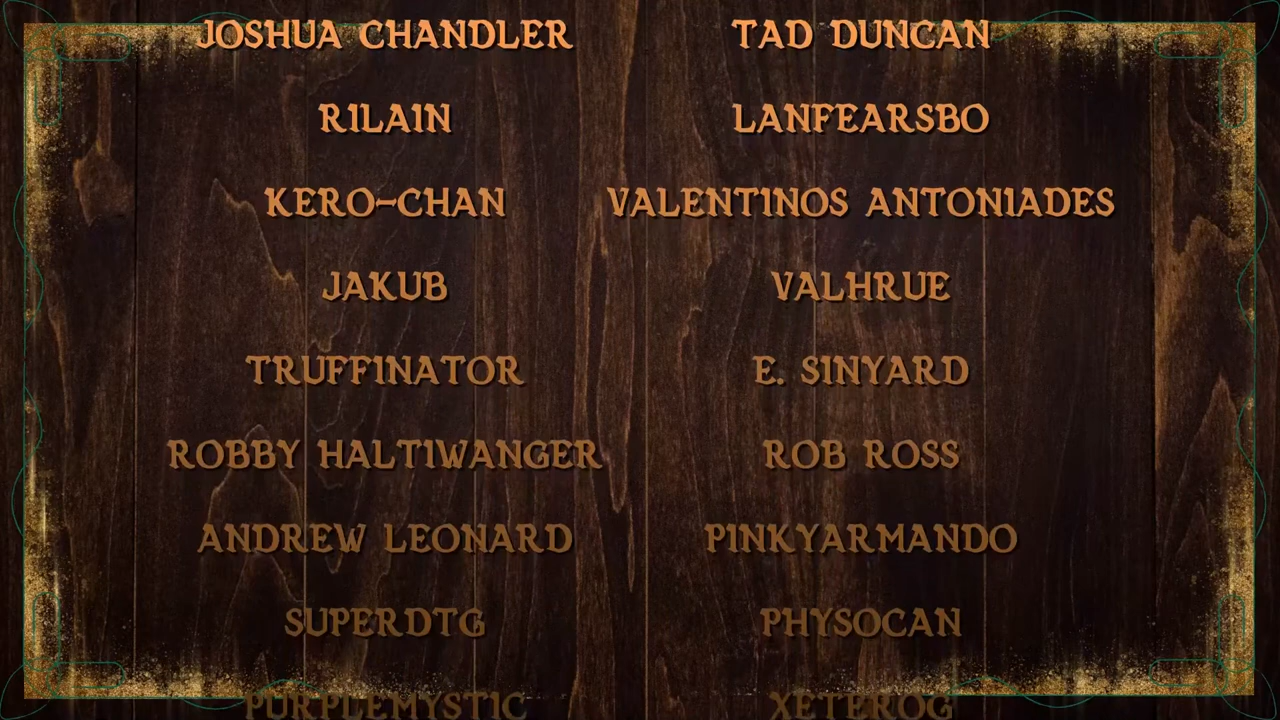 JOSHUA CHANDLER TAD DUNCAN
RILAIN LANFEARSBO
KERO-CHAN VALENTINOS ANTONIADES
JAKUB VALHRUE
TRUFFINATOR E. SINYARD
ROBBY HALTIWANGER ROB ROSS
ANDREW LEONARD PINKYARMANDO
SUPERDTG PHYSOCAN
PURPLEMYSTIC XETEROG